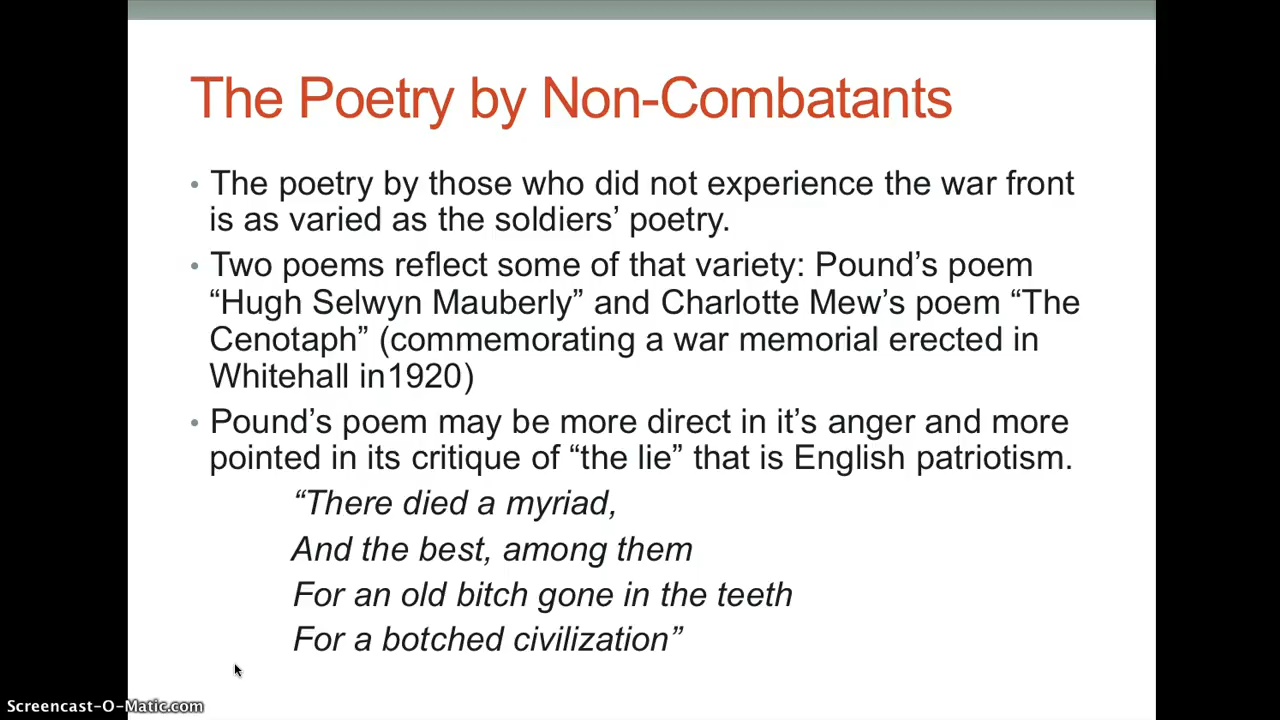 The Poetry by Non-Combatants
• The poetry by those who did not experience the war front
is as varied as the soldiers’ poetry.
• Two poems reflect some of that variety: Pound’s poem
“Hugh Selwyn Mauberly” and Charlotte Mew’s poem “The
Cenotaph” (commemorating a war memorial erected in
Whitehall in1920)
• Pound’s poem may be more direct in it’s anger and more
pointed in its critique of “the lie” that is English patriotism.
“There died a myriad,
And the best, among them
For an old bitch gone in the teeth
For a botched civilization”
Screencast-O-Matic.com